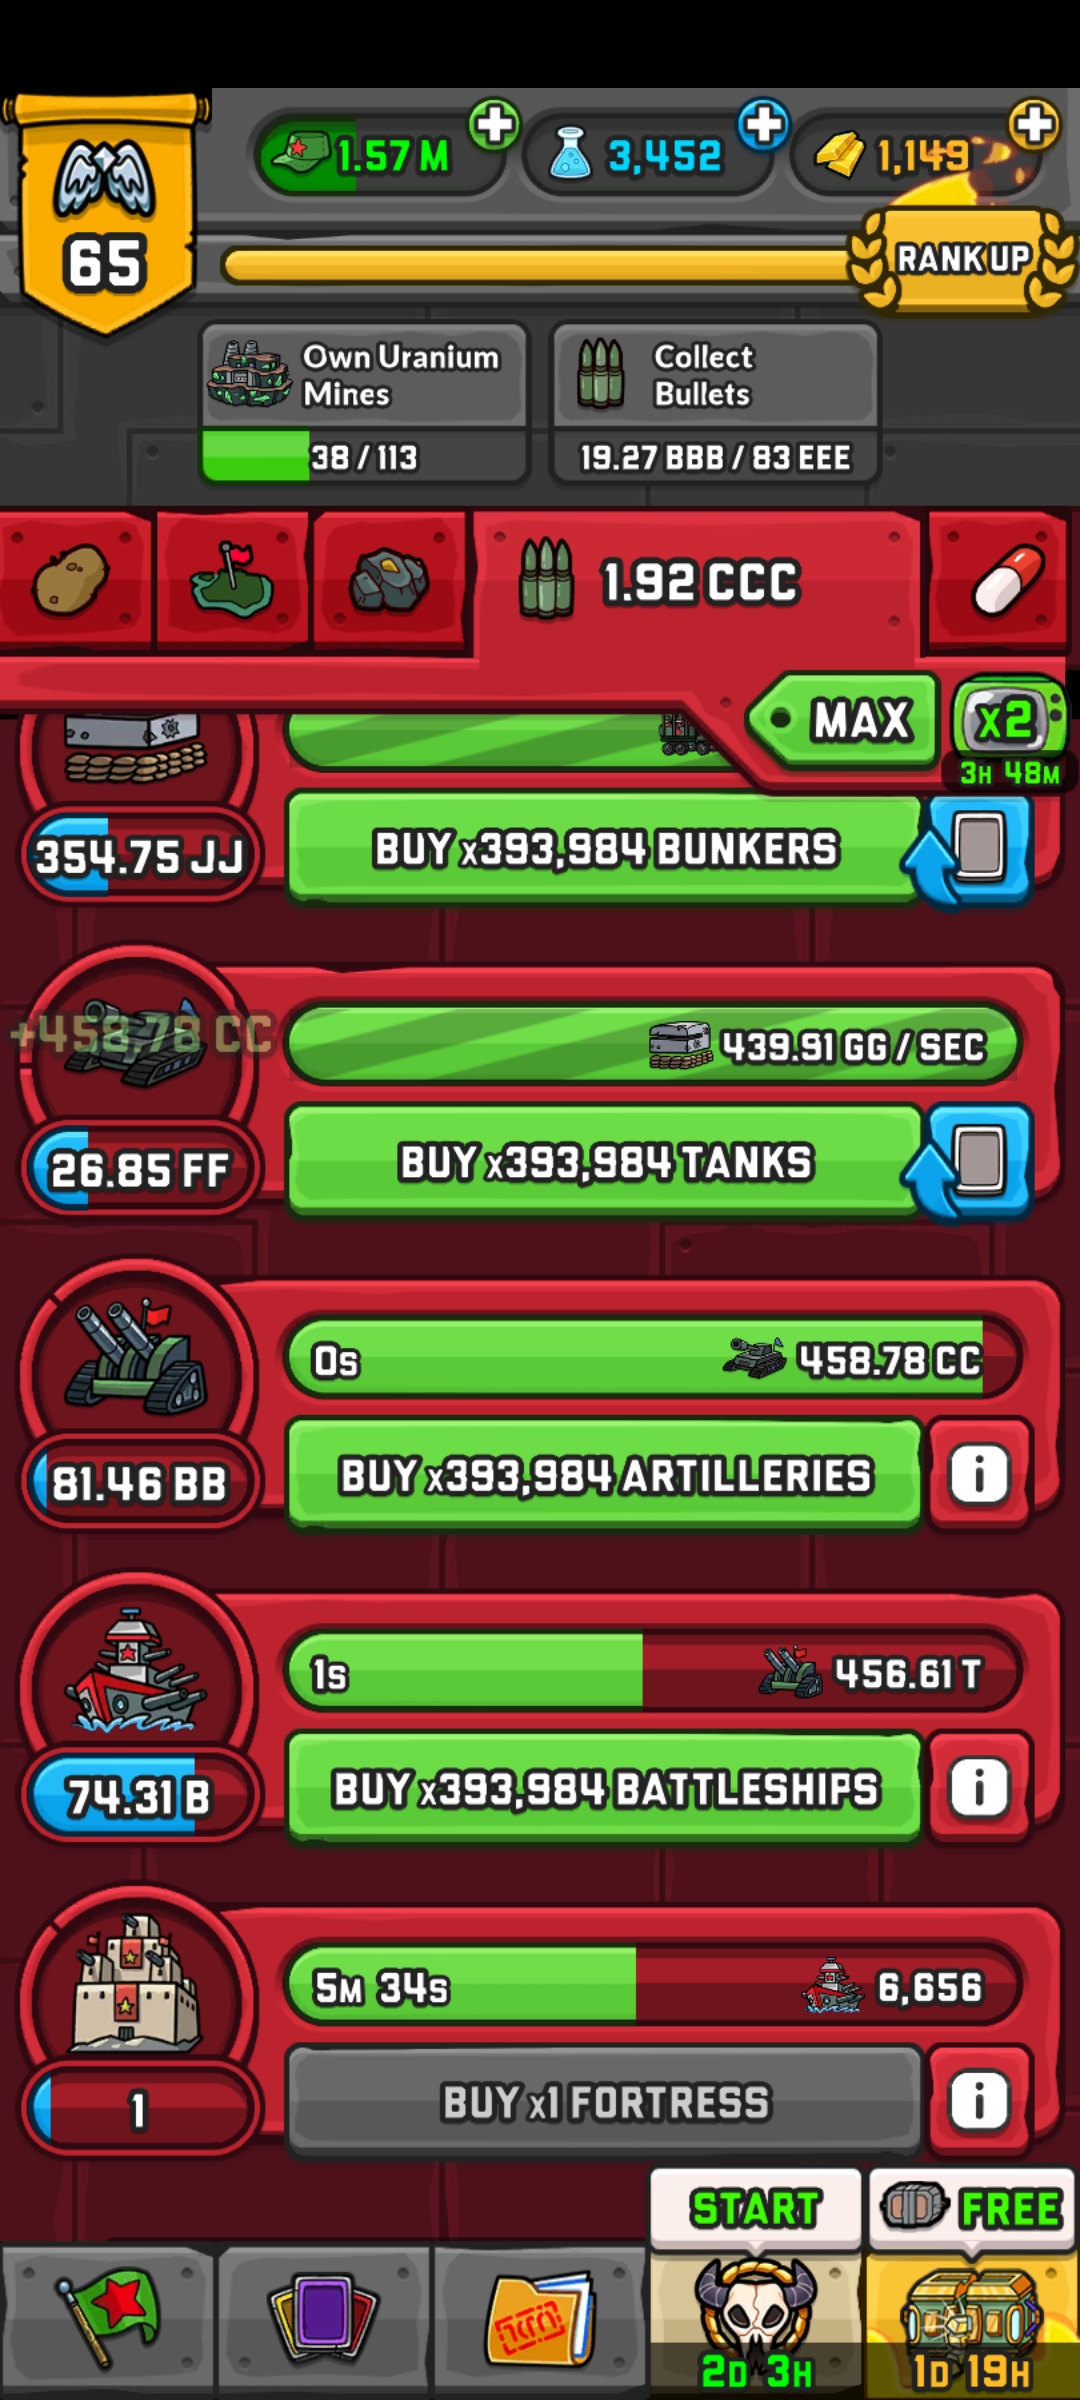 65
1.57 M
3,452
1,149
RANK UP
Own Uranium
Mines
38 / 113
Collect
Bullets
19.27 BBB / 83 EEE
1.92 CCC
MAX
x2
3H 48M
354.75 JJ
BUY x393,984 BUNKERS
+458.78 CC
439.91 GG / SEC
26.85 FF
BUY x393,984 TANKS
0s
458.78 CC
81.46 BB
BUY x393,984 ARTILLERIES
i
1s
456.61 T
74.31 B
BUY x393,984 BATTLESHIPS
i
5M 34s
6,656
1
BUY x1 FORTRESS
i
START
FREE
2D 3H
1D 19H